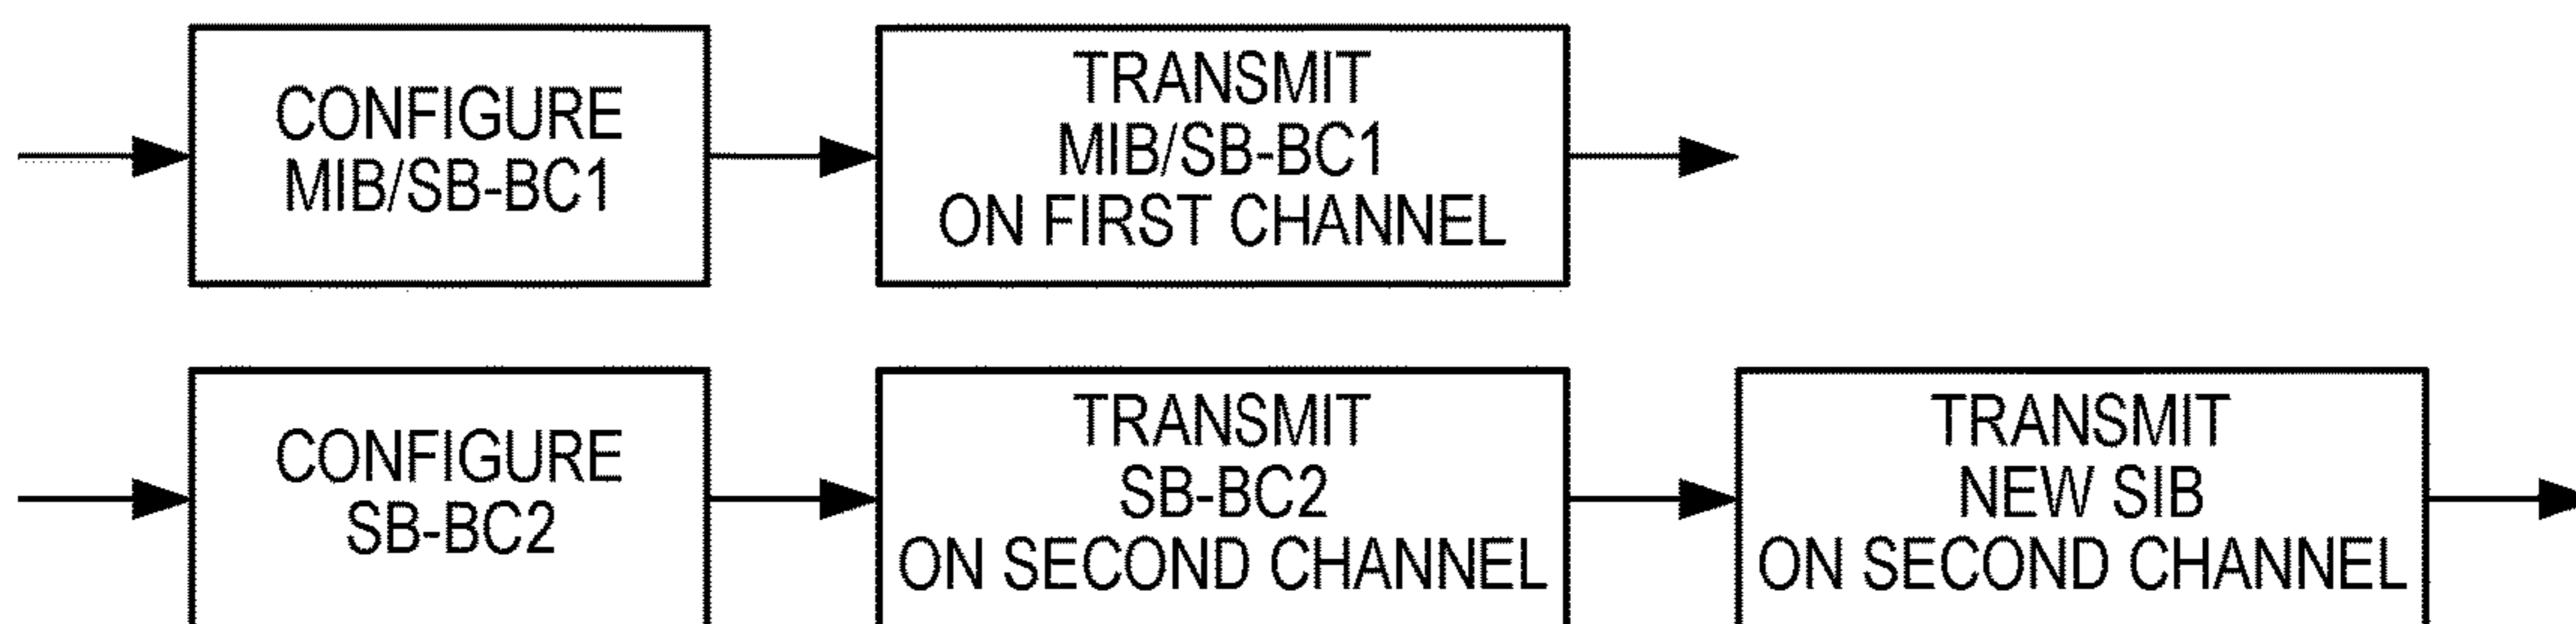 CONFIGURE
MIB/SB-BC1
TRANSMIT
MIB/SB-BC1
ON FIRST CHANNEL
CONFIGURE
SB-BC2
TRANSMIT
SB-BC2
ON SECOND CHANNEL
TRANSMIT
NEW SIB
ON SECOND CHANNEL